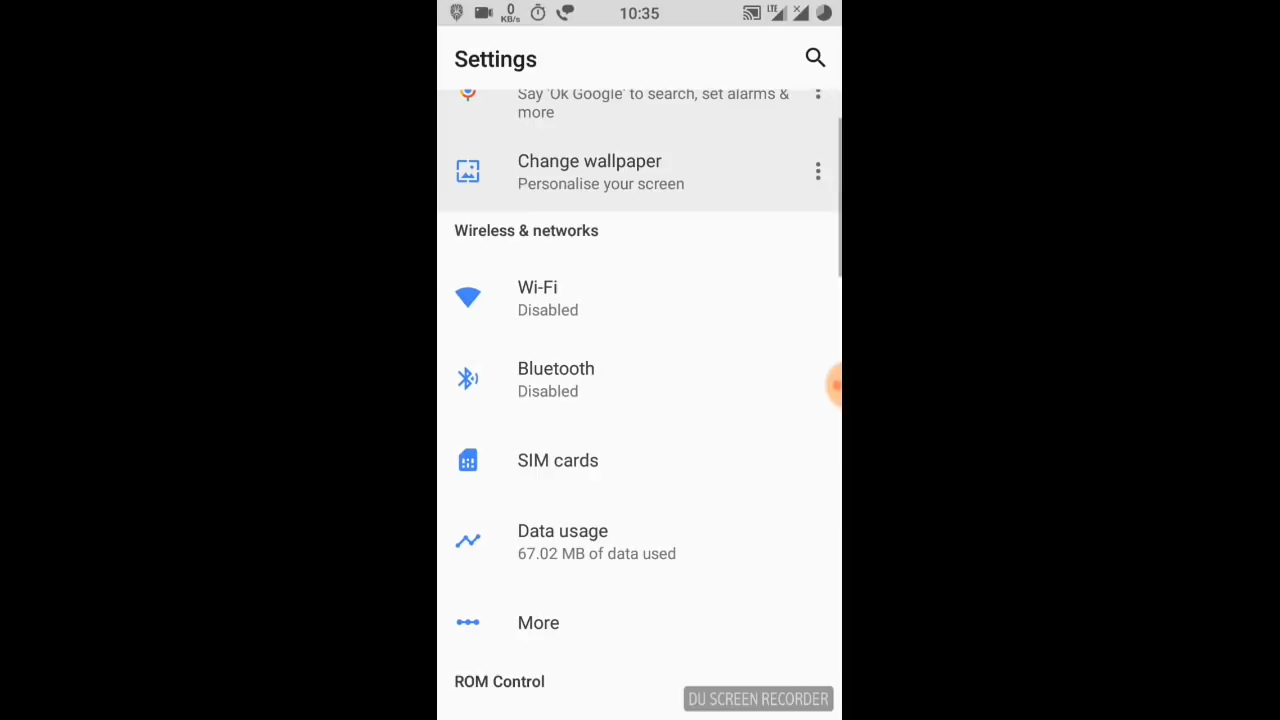 0
KB/s
10:35
LTE
Settings
Say 'Ok Google' to search, set alarms &
more
Change wallpaper
Personalise your screen
Wireless & networks
Wi-Fi
Disabled
Bluetooth
Disabled
SIM cards
Data usage
67.02 MB of data used
More
ROM Control
DU SCREEN RECORDER